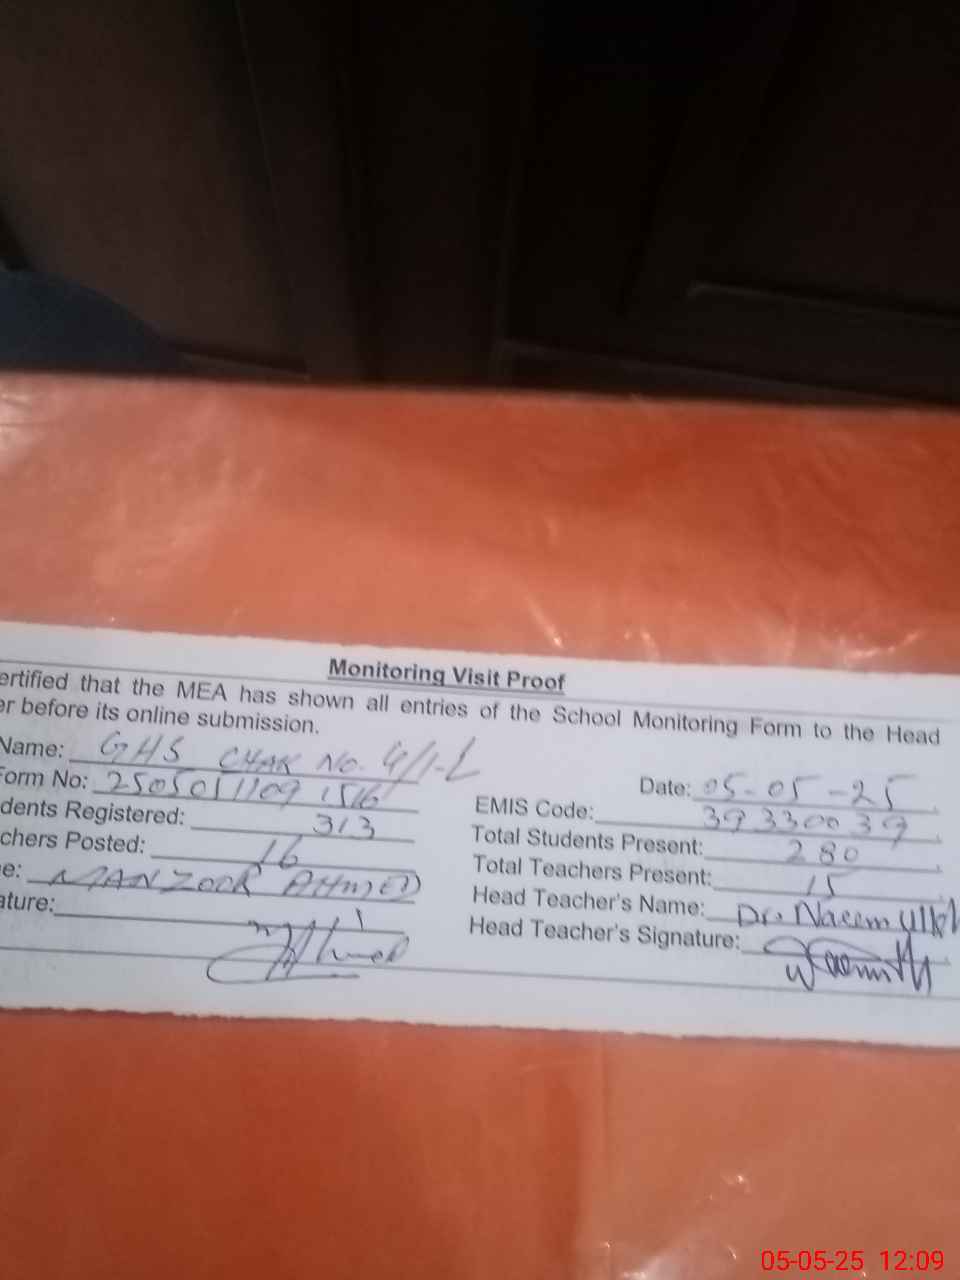 Monitoring Visit Proof
ertified that the MEA has shown all entries of the School Monitoring Form to the Head
er before its online submission.
Name: GHS CHAK No. 4/1-L
Date: 05-05-25
Form No: 2505051109 1516
EMIS Code: 39330039
dents Registered: 313
Total Students Present: 280
chers Posted: 16
Total Teachers Present: 15
e: MANZOOR AHMED
Head Teacher's Name: Dr. Naeem
ature:
Head Teacher's Signature:
05-05-25 12:09